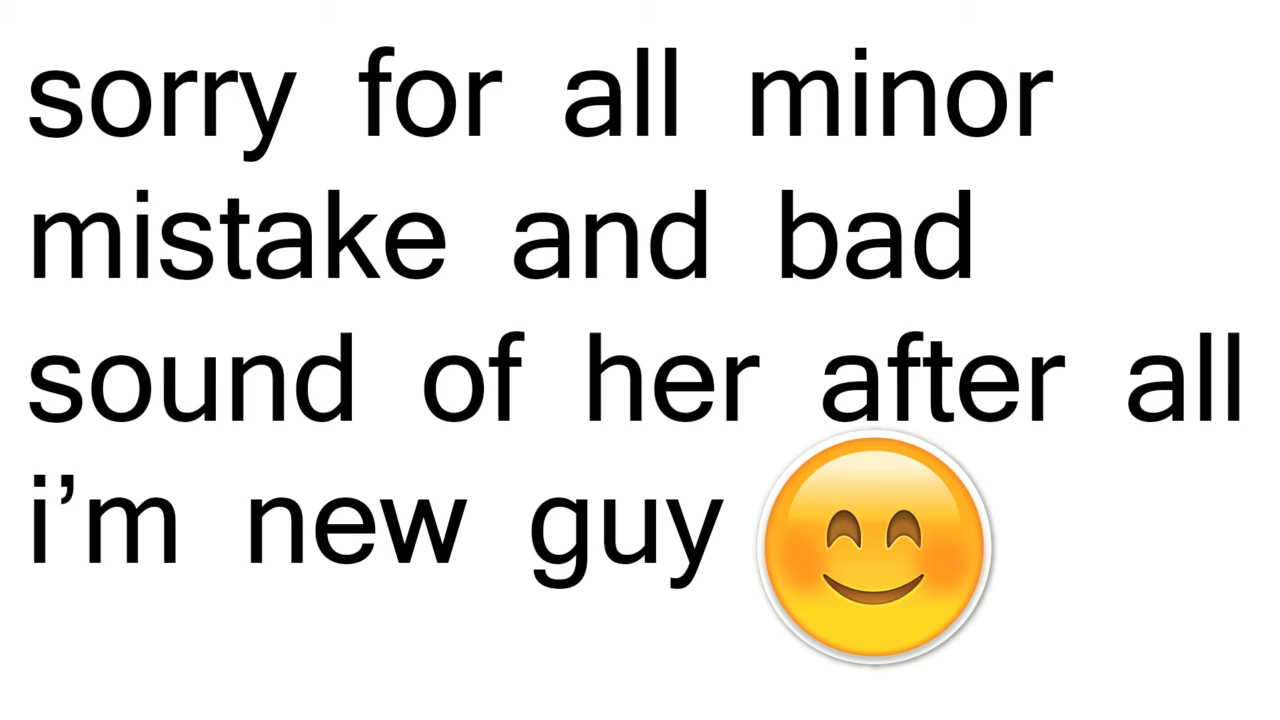 sorry for all minor
mistake and bad
sound of her after all
i’m new guy